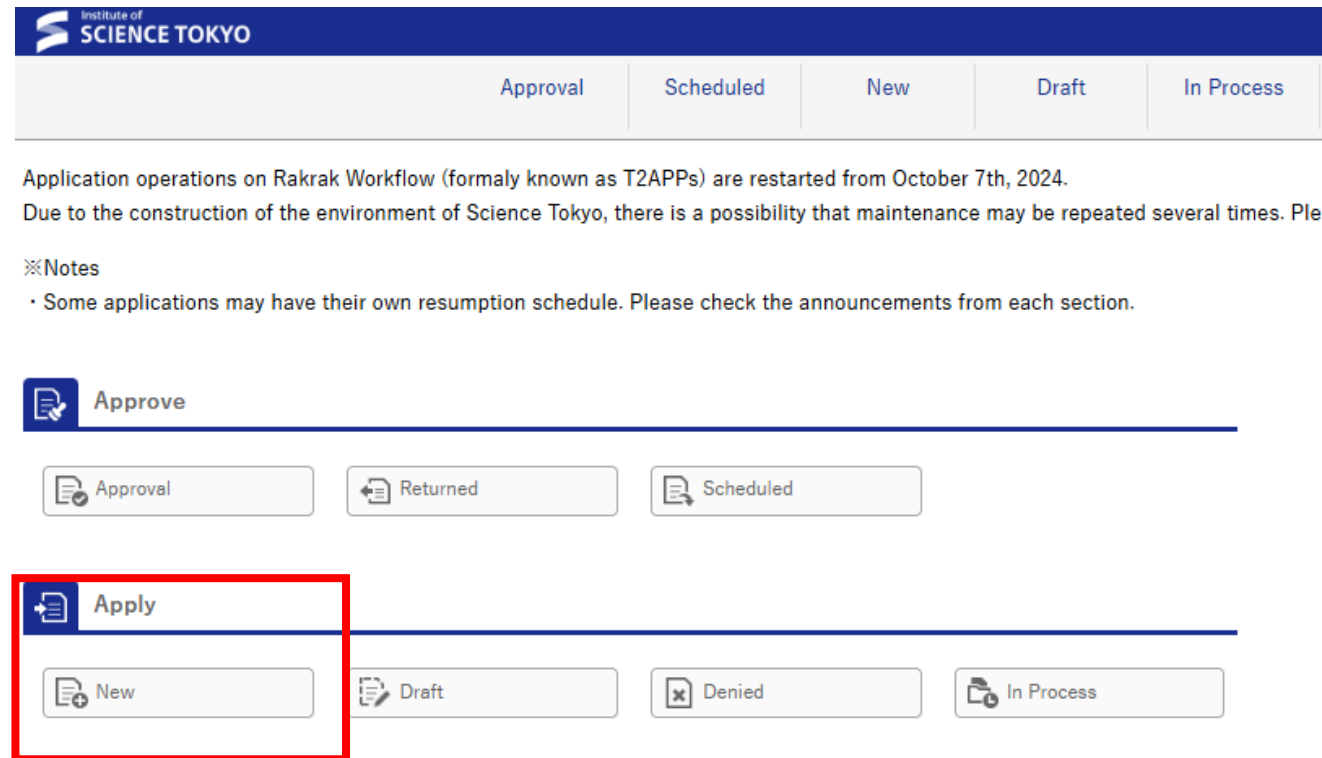 Institute of
SCIENCE TOKYO
Approval Scheduled New Draft In Process
Application operations on Rakrak Workflow (formaly known as T2APPs) are restarted from October 7th, 2024.
Due to the construction of the environment of Science Tokyo, there is a possibility that maintenance may be repeated several times. Ple
※Notes
・Some applications may have their own resumption schedule. Please check the announcements from each section.
Approve
Approval Returned Scheduled
Apply
New Draft Denied In Process